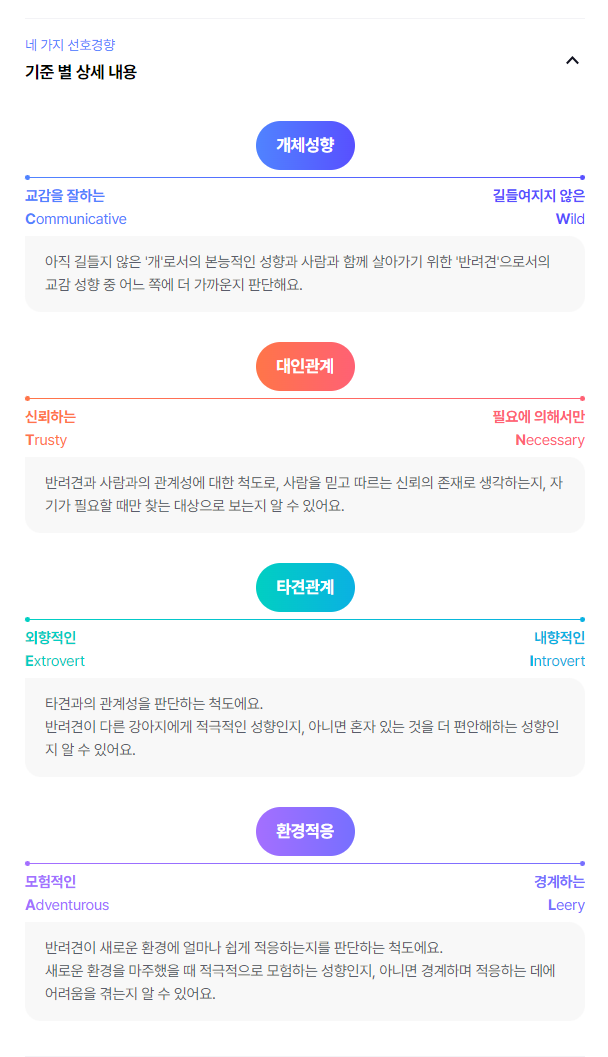 네 가지 선호경향
기준 별 상세 내용
개체성향
교감을 잘하는 길들여지지 않은
Communicative Wild
아직 길들지 않은 '개'로서의 본능적인 성향과 사람과 함께 살아가기 위한 '반려견'으로서의
교감 성향 중 어느 쪽에 더 가까운지 판단해요.
대인관계
신뢰하는 필요에 의해서만
Trusty Necessary
반려견과 사람과의 관계성에 대한 척도로, 사람을 믿고 따르는 신뢰의 존재로 생각하는지, 자
기가 필요할 때만 찾는 대상으로 보는지 알 수 있어요.
타견관계
외향적인 내향적인
Extrovert Introvert
타견과의 관계성을 판단하는 척도에요.
반려견이 다른 강아지에게 적극적인 성향인지, 아니면 혼자 있는 것을 더 편안해하는 성향인
지 알 수 있어요.
환경적응
모험적인 경계하는
Adventurous Leery
반려견이 새로운 환경에 얼마나 쉽게 적응하는지를 판단하는 척도에요.
새로운 환경을 마주했을 때 적극적으로 모험하는 성향인지, 아니면 경계하며 적응하는 데에
어려움을 겪는지 알 수 있어요.